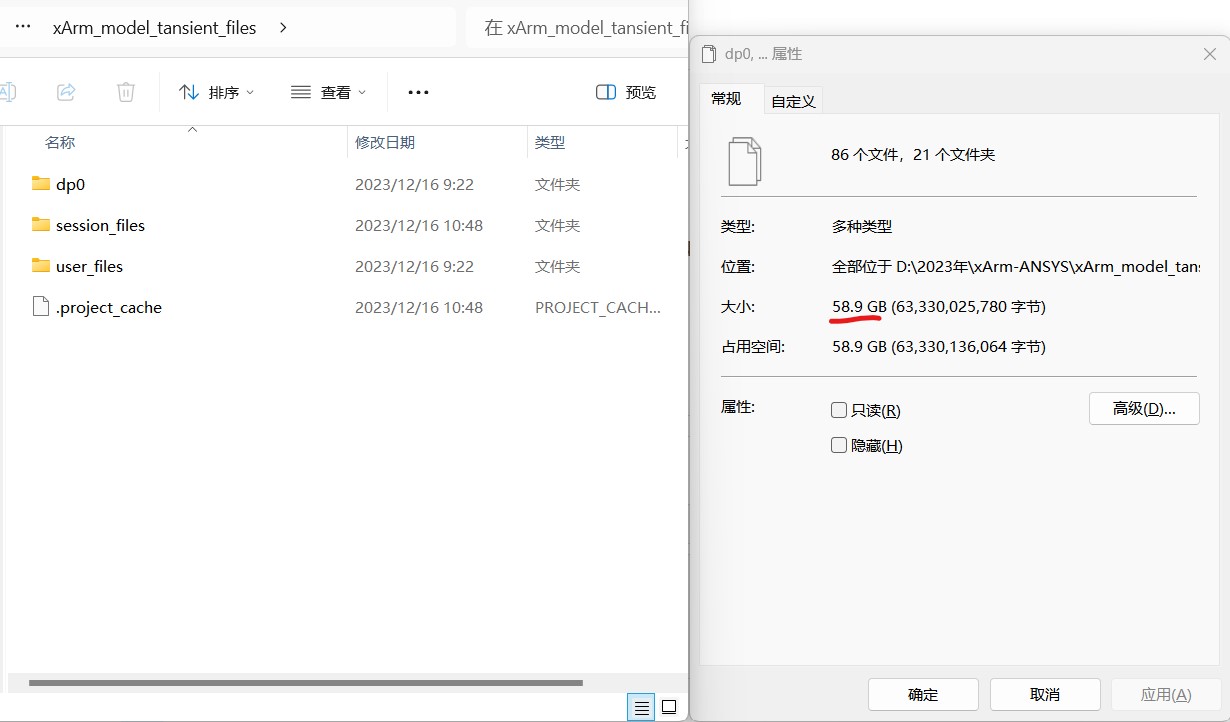 xArm_model_tansient_files
在 xArm_model_tansient_fi
排序
查看
预览
名称
修改日期
类型
dp0
2023/12/16 9:22
文件夹
session_files
2023/12/16 10:48
文件夹
user_files
2023/12/16 9:22
文件夹
.project_cache
2023/12/16 10:48
PROJECT_CACH...
dp0, ... 属性
常规
自定义
86 个文件，21 个文件夹
类型:
多种类型
位置:
全部位于 D:\2023年\xArm-ANSYS\xArm_model_tan
大小:
58.9 GB (63,330,025,780 字节)
占用空间:
58.9 GB (63,330,136,064 字节)
属性:
只读(R)
高级(D)...
隐藏(H)
确定
取消
应用(A)